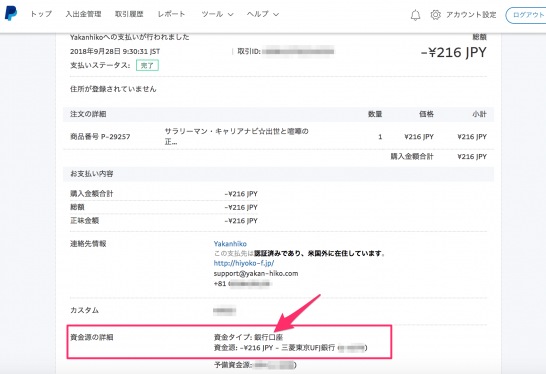 トップ 入出金管理 取引履歴 レポート ツール ヘルプ アカウント設定 ログアウト
Yakanhikoへの支払いが行われました 総額
2018年9月28日 9:30:31 JST 取引ID: -¥216 JPY
支払いステータス: 完了
住所が登録されていません
注文の詳細 数量 価格 小計
商品番号 P-29257 サラリーマン・キャリアナビ☆出世と喧嘩の 1 ¥216 JPY ¥216 JPY
正...
購入金額合計 ¥216 JPY
お支払い内容
購入金額合計 -¥216 JPY
総額 -¥216 JPY
正味金額 -¥216 JPY
連絡先情報 Yakanhiko
この支払先は認証済みであり、米国外に在住しています。
http://hiyoko-f.jp/
support@yakan-hiko.com
+81
カスタム
資金源の詳細 資金タイプ: 銀行口座
資金源: -¥216 JPY - 三菱東京UFJ銀行 )
予備資金源: )